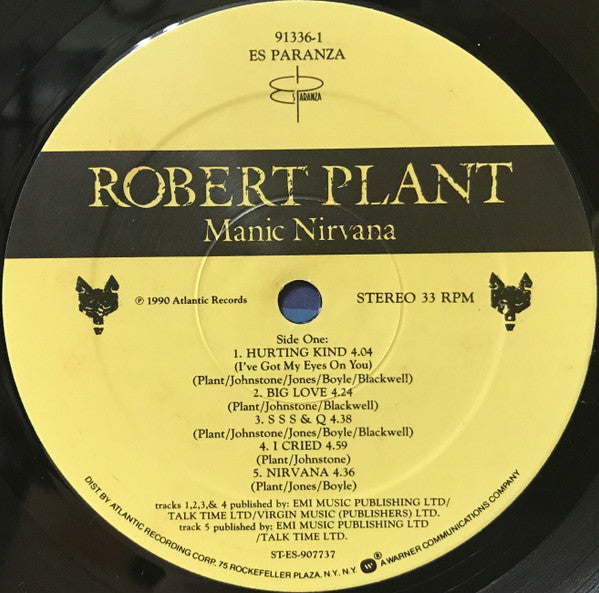 91336-1
ES PARANZA
ES PARANZA
ROBERT PLANT
Manic Nirvana
℗ 1990 Atlantic Records
STEREO 33 RPM
Side One:
1. HURTING KIND 4.04
(I've Got My Eyes On You)
(Plant/Johnstone/Jones/Boyle/Blackwell)
2. BIG LOVE 4.24
(Plant/Johnstone/Blackwell)
3. S S S & Q 4.38
(Plant/Johnstone/Jones/Boyle/Blackwell)
4. I CRIED 4.59
(Plant/Johnstone)
5. NIRVANA 4.36
(Plant/Jones/Boyle)
tracks 1,2,3,& 4 published by: EMI MUSIC PUBLISHING LTD/
TALK TIME LTD/VIRGIN MUSIC (PUBLISHERS) LTD.
track 5 published by: EMI MUSIC PUBLISHING LTD
/TALK TIME LTD.
ST-ES-907737
DIST BY ATLANTIC RECORDING CORP. 75 ROCKEFELLER PLAZA. N.Y. N.Y. W ® A WARNER COMMUNICATIONS COMPANY